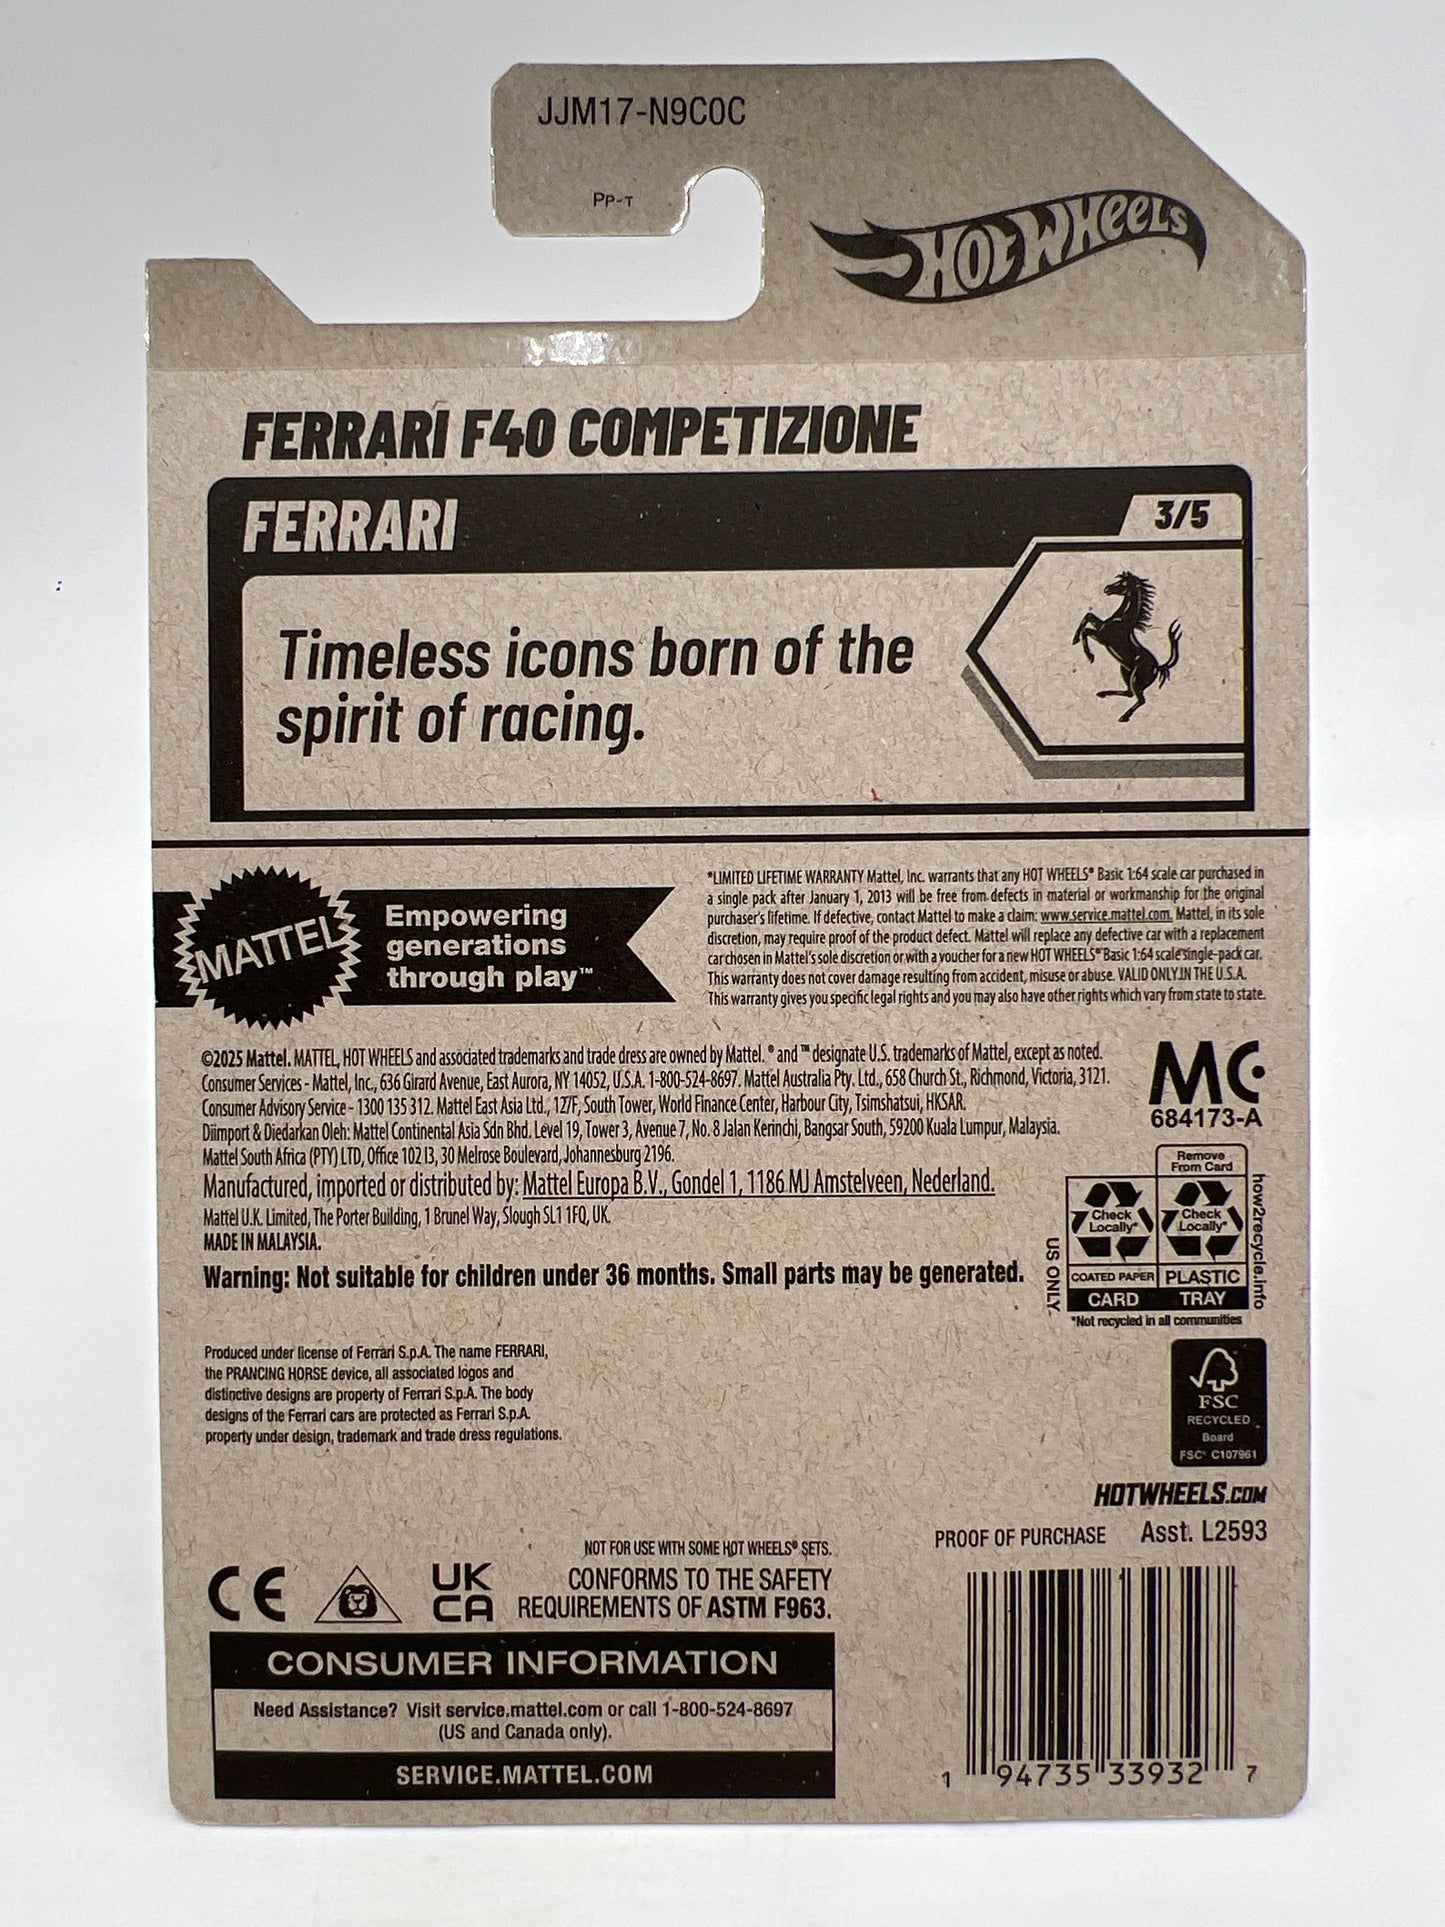 JJM17-N9C0C
PP-T
HOT WHEELS
FERRARI F40 COMPETIZIONE
FERRARI
3/5
Timeless icons born of the
spirit of racing.
MATTEL
Empowering
generations
through play™
*LIMITED LIFETIME WARRANTY Mattel, Inc. warrants that any HOT WHEELS® Basic 1:64 scale car purchased in
a single pack after January 1, 2013 will be free from defects in material or workmanship for the original
purchaser's lifetime. If defective, contact Mattel to make a claim: www.service.mattel.com. Mattel, in its sole
discretion, may require proof of the product defect. Mattel will replace any defective car with a replacement
car chosen in Mattel's sole discretion or with a voucher for a new HOT WHEELS® Basic 1:64 scale single-pack car.
This warranty does not cover damage resulting from accident, misuse or abuse. VALID ONLY IN THE U.S.A.
This warranty gives you specific legal rights and you may also have other rights which vary from state to state.
©2025 Mattel. MATTEL, HOT WHEELS and associated trademarks and trade dress are owned by Mattel. ® and ™ designate U.S. trademarks of Mattel, except as noted.
Consumer Services - Mattel, Inc., 636 Girard Avenue, East Aurora, NY 14052, U.S.A. 1-800-524-8697. Mattel Australia Pty. Ltd., 658 Church St., Richmond, Victoria, 3121.
Consumer Advisory Service - 1300 135 312. Mattel East Asia Ltd., 12/F, South Tower, World Finance Center, Harbour City, Tsimshatsui, HKSAR.
Diimport & Diedarkan Oleh: Mattel Continental Asia Sdn Bhd. Level 19, Tower 3, Avenue 7, No. 8 Jalan Kerinchi, Bangsar South, 59200 Kuala Lumpur, Malaysia.
Mattel South Africa (PTY) LTD, Office 102 I3, 30 Melrose Boulevard, Johannesburg 2196.
Manufactured, imported or distributed by: Mattel Europa B.V., Gondel 1, 1186 MJ Amstelveen, Nederland.
Mattel U.K. Limited, The Porter Building, 1 Brunel Way, Slough SL1 1FQ, UK.
MADE IN MALAYSIA.
Warning: Not suitable for children under 36 months. Small parts may be generated.
MC
684173-A
Remove
From Card
Check
Locally*
Check
Locally*
COATED PAPER
PLASTIC
CARD
TRAY
US ONLY
how2recycle.info
*Not recycled in all communities
Produced under license of Ferrari S.p.A. The name FERRARI,
the PRANCING HORSE device, all associated logos and
distinctive designs are property of Ferrari S.p.A. The body
designs of the Ferrari cars are protected as Ferrari S.p.A.
property under design, trademark and trade dress regulations.
FSC
RECYCLED
Board
FSC® C107961
HOTWHEELS.COM
PROOF OF PURCHASE Asst. L2593
NOT FOR USE WITH SOME HOT WHEELS® SETS.
CE
UK
CA
CONFORMS TO THE SAFETY
REQUIREMENTS OF ASTM F963.
CONSUMER INFORMATION
Need Assistance? Visit service.mattel.com or call 1-800-524-8697
(US and Canada only).
SERVICE.MATTEL.COM
1 94735 33932 7